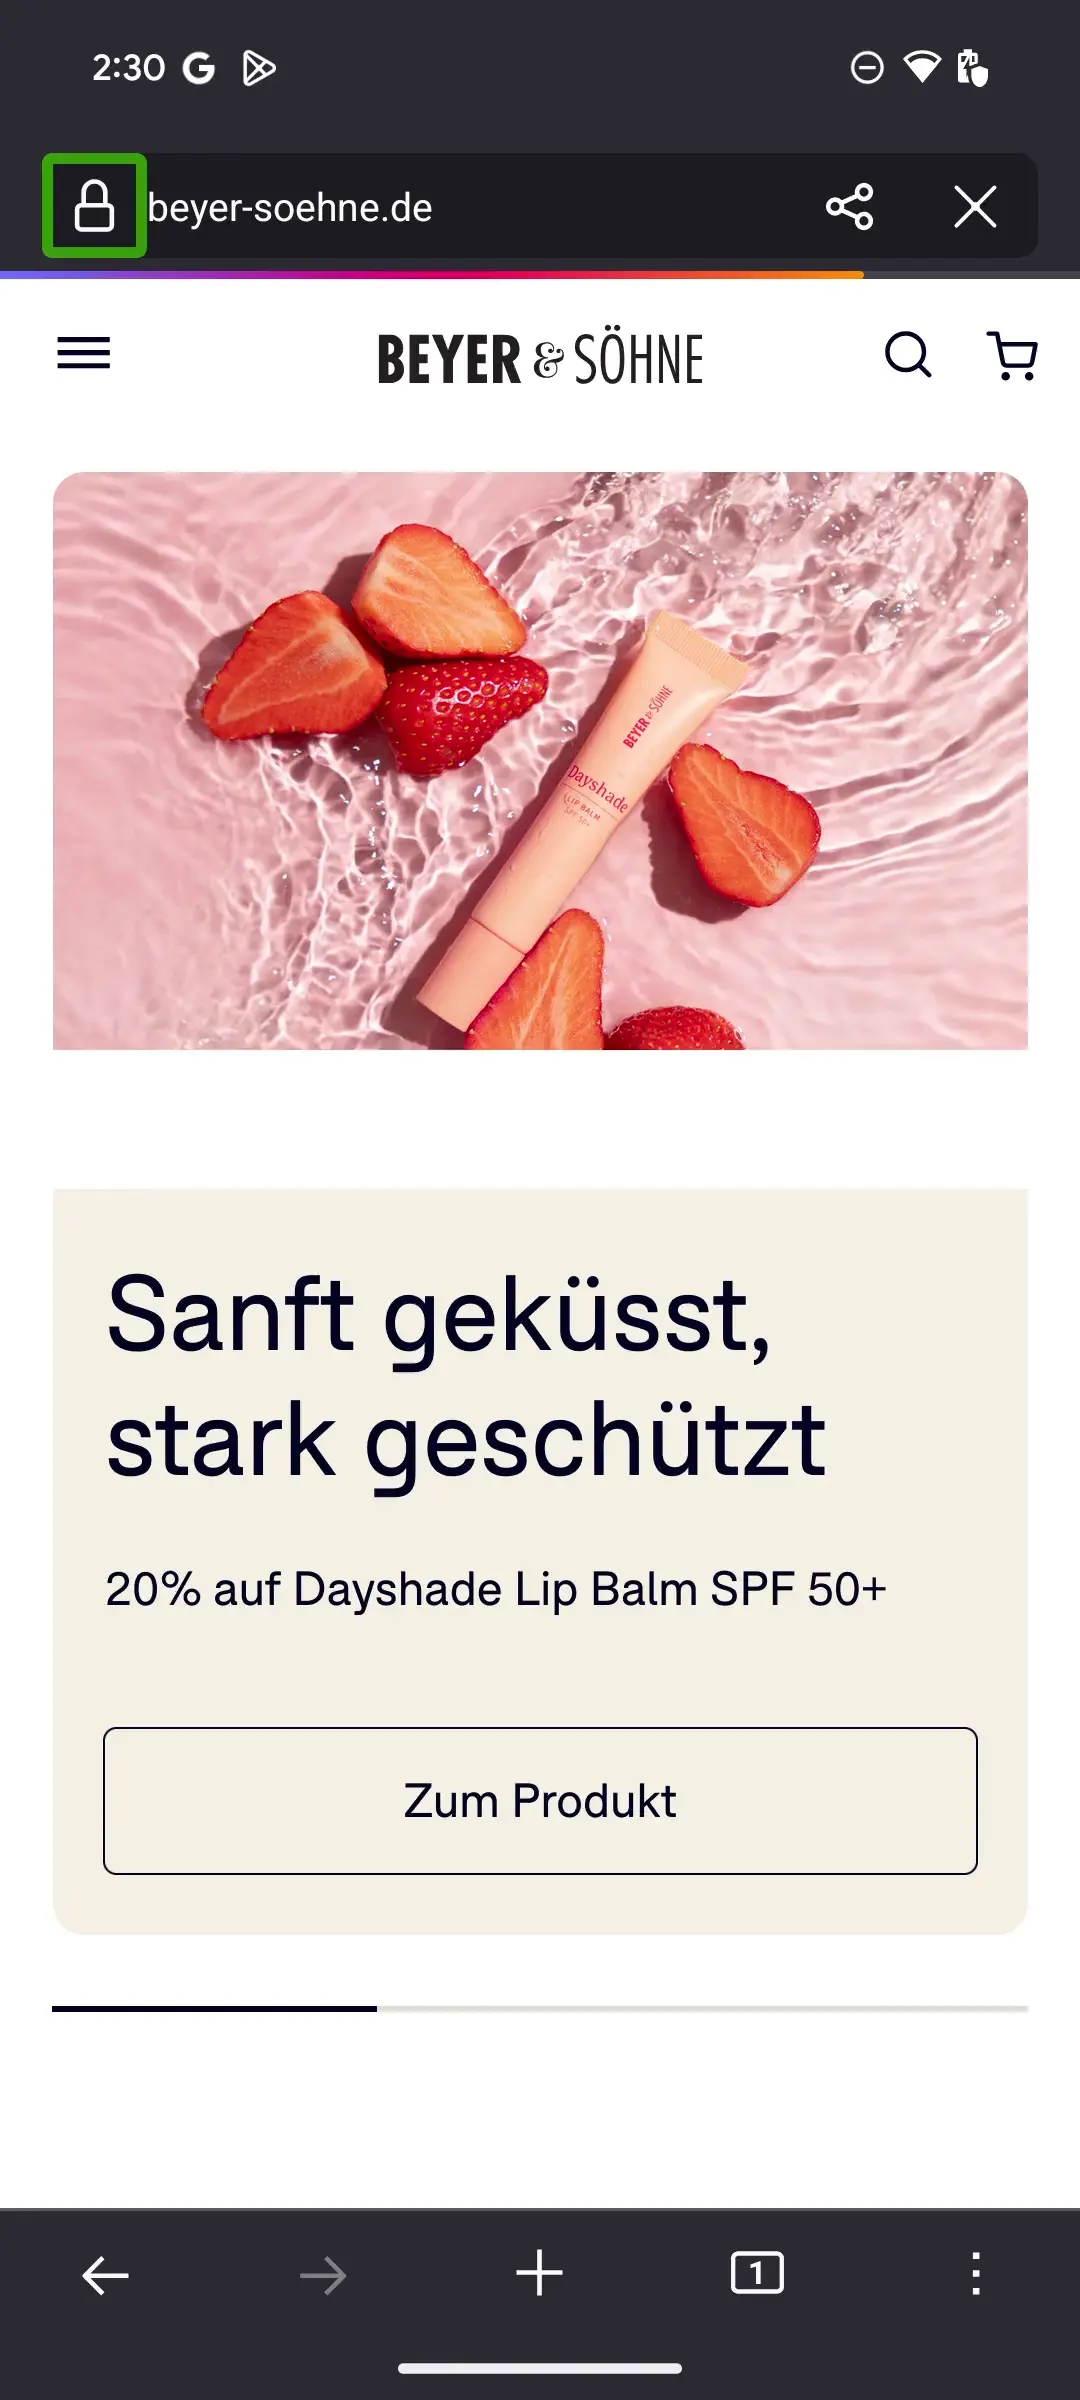 2:30
beyer-soehne.de
BEYER & SÖHNE
BEYER & SÖHNE
Dayshade
LIP BALM
SPF 50+
Sanft geküsst,
stark geschützt
20% auf Dayshade Lip Balm SPF 50+
Zum Produkt
1